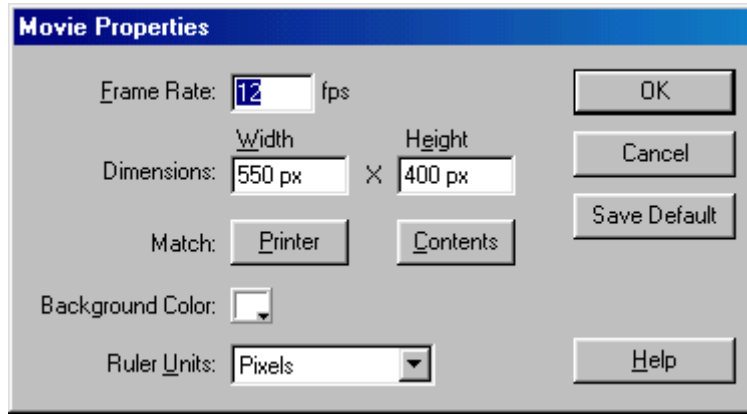 Movie Properties
Frame Rate: 12 fps
OK
Width Height
Dimensions: 550 px X 400 px
Cancel
Save Default
Match: Printer Contents
Background Color:
Ruler Units: Pixels
Help